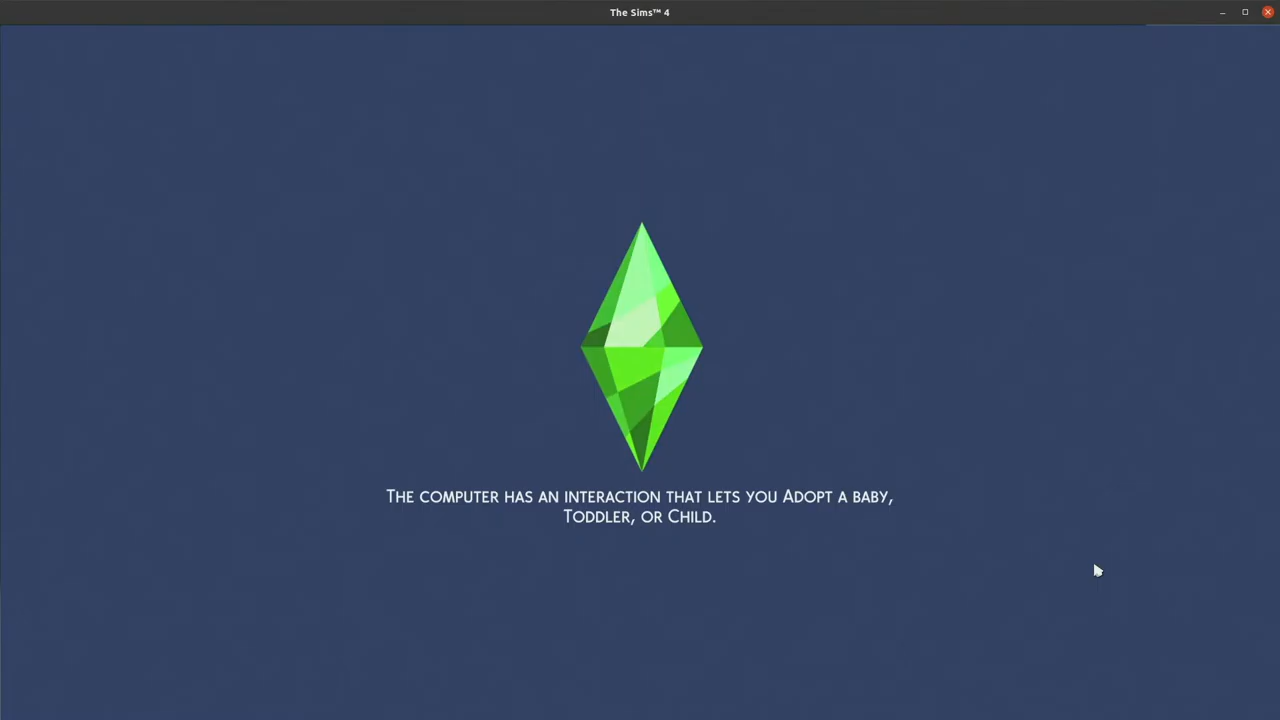 The Sims™ 4
The computer has an interaction that lets you Adopt a baby,
Toddler, or Child.